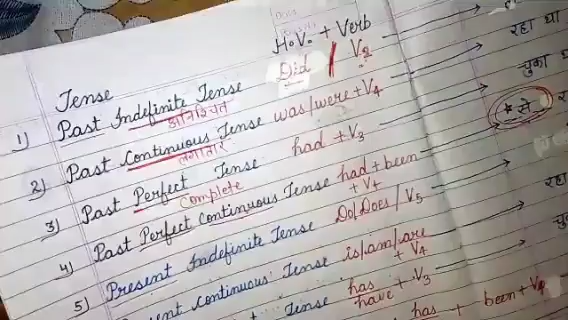 Tense H.V. + Verb
1) Past Indefinite Tense Did / V2 रहा था
अनिश्चित
2) Past Continuous Tense was/were + V4 चुका था
लगातार
3) Past Perfect Tense had + V3 * से
Complete
4) Past Perfect Continuous Tense had + been + V4
5) Present Indefinite Tense Do/Does / V5
Continuous Tense is/am/are + V4
Tense has have + V3
has + been + V4